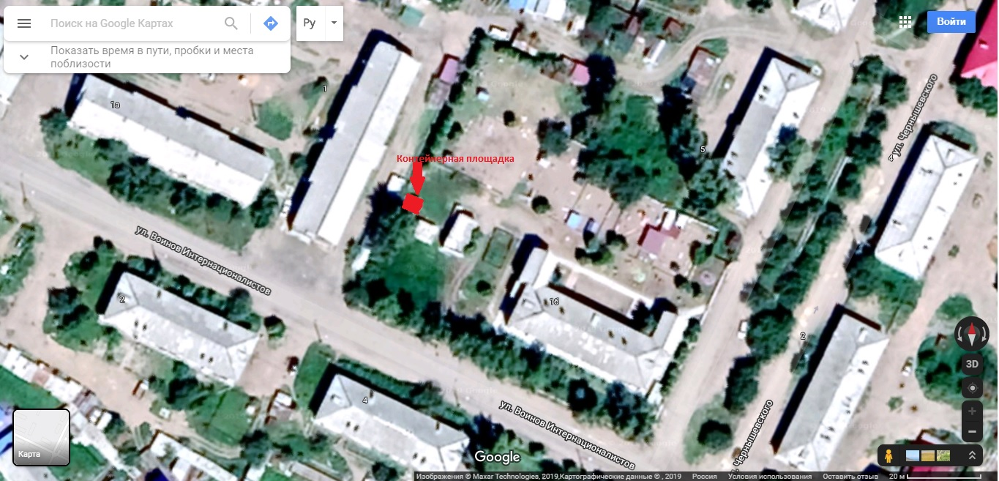 Поиск на Google Картах
Ру
Войти
Показать время в пути, пробки и места
поблизости
1
1а
ул. Чернышевского
5
4
Контейнерная площадка
ул. Воинов Интернационалистов
2
1б
2
3D
4
ул. Воинов Интернационалистов
. Чернышевского
Карта
Google
Изображения © Maxar Technologies, 2019,Картографические данные © , 2019 Россия Условия использования Оставить отзыв 20 м